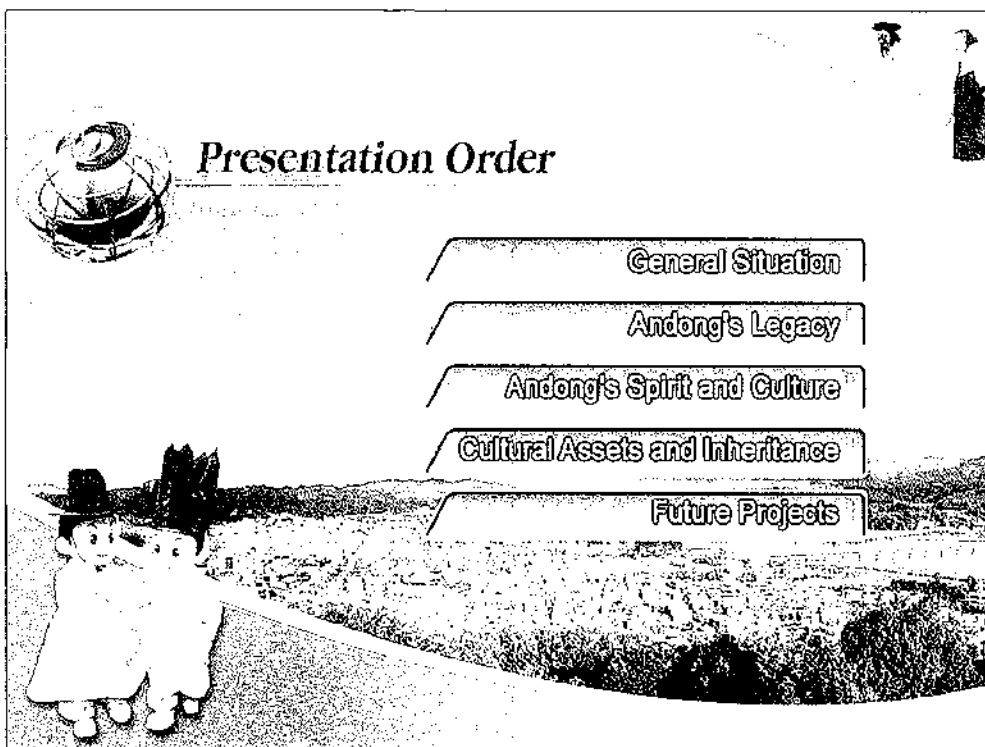 Presentation Order
General Situation
Andong's Legacy
Andong's Spirit and Culture
Cultural Assets and Inheritance
Future Projects